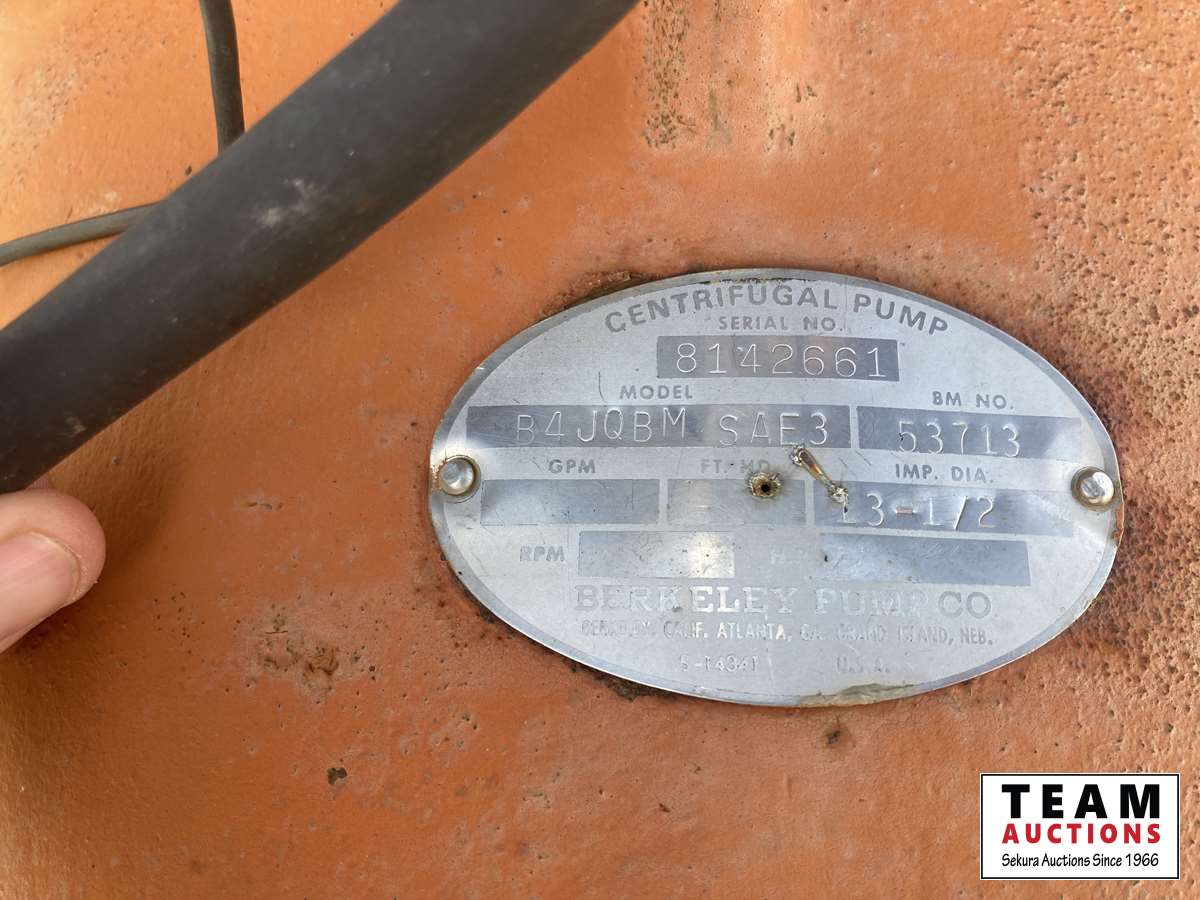 CENTRIFUGAL PUMP
SERIAL NO.
8142661
MODEL BM NO.
B4JQBM SAE3 53713
GPM FT. HD. IMP. DIA.
13-1/2
RPM
BERKELEY PUMP CO.
BERKELEY, CALIF. ATLANTA, GA. GRAND ISLAND, NEB.
S-14341 U.S.A.
TEAM
AUCTIONS
Sekura Auctions Since 1966